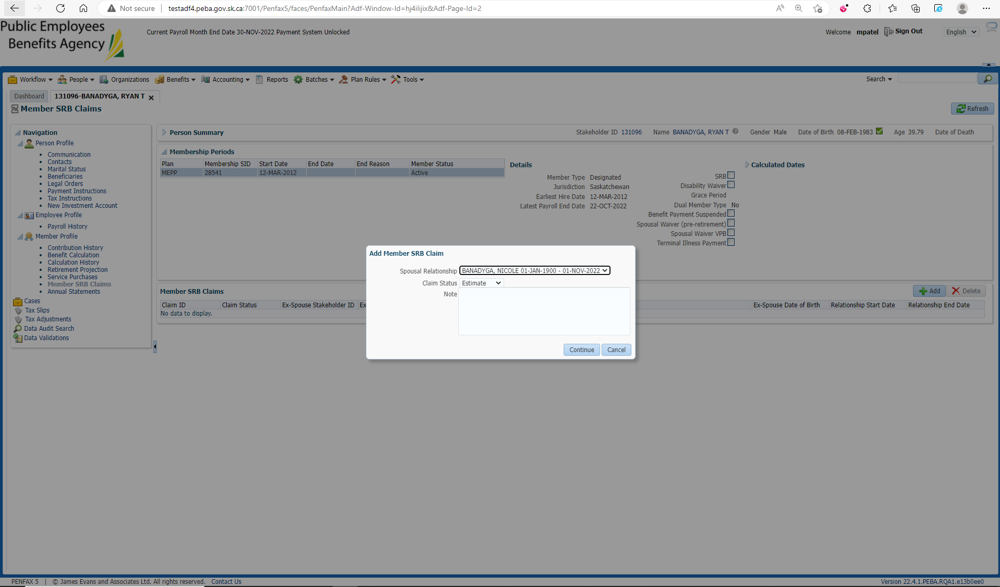 Not secure testadf4.peba.gov.sk.ca:7001/Penfax5/faces/PenfaxMain?Adf-Window-Id=hj4ilijix&Adf-Page-Id=2
Public Employees
Benefits Agency
Current Payroll Month End Date 30-NOV-2022 Payment System Unlocked
Welcome mpatel Sign Out English
Workflow People Organizations Benefits Accounting Reports Batches Plan Rules Tools Search
Dashboard 131096-BANADYGA, RYAN T
Member SRB Claims
Refresh
Navigation
Person Profile
Communication
Contacts
Marital Status
Beneficiaries
Legal Orders
Payment Instructions
Tax Instructions
New Investment Account
Employee Profile
Payroll History
Member Profile
Contribution History
Benefit Calculation
Calculation History
Retirement Projection
Service Purchases
Member SRB Claims
Annual Statements
Cases
Tax Slips
Tax Adjustments
Data Audit Search
Data Validations
Person Summary Stakeholder ID 131096 Name BANADYGA, RYAN T Gender Male Date of Birth 08-FEB-1983 Age 39.79 Date of Death
Membership Periods
Plan Membership SID Start Date End Date End Reason Member Status
MEPP 28541 12-MAR-2012 Active
Details
Member Type Designated
Jurisdiction Saskatchewan
Earliest Hire Date 12-MAR-2012
Latest Payroll End Date 22-OCT-2022
SRB
Disability Waiver
Grace Period
Dual Member Type No
Benefit Payment Suspended
Spousal Waiver (pre-retirement)
Spousal Waiver VPB
Terminal Illness Payment
Calculated Dates
Add Member SRB Claim
Spousal Relationship BANADYGA, NICOLE 01-JAN-1900 - 01-NOV-2022
Claim Status Estimate
Note
Continue Cancel
Member SRB Claims
Add Delete
Claim ID Claim Status Ex-Spouse Stakeholder ID Ex Ex-Spouse Date of Birth Relationship Start Date Relationship End Date
No data to display.
PENFAX 5 | © James Evans and Associates Ltd. All rights reserved. Contact Us
Version 22.4.1.PEBA.RQA1.e13b0ee0